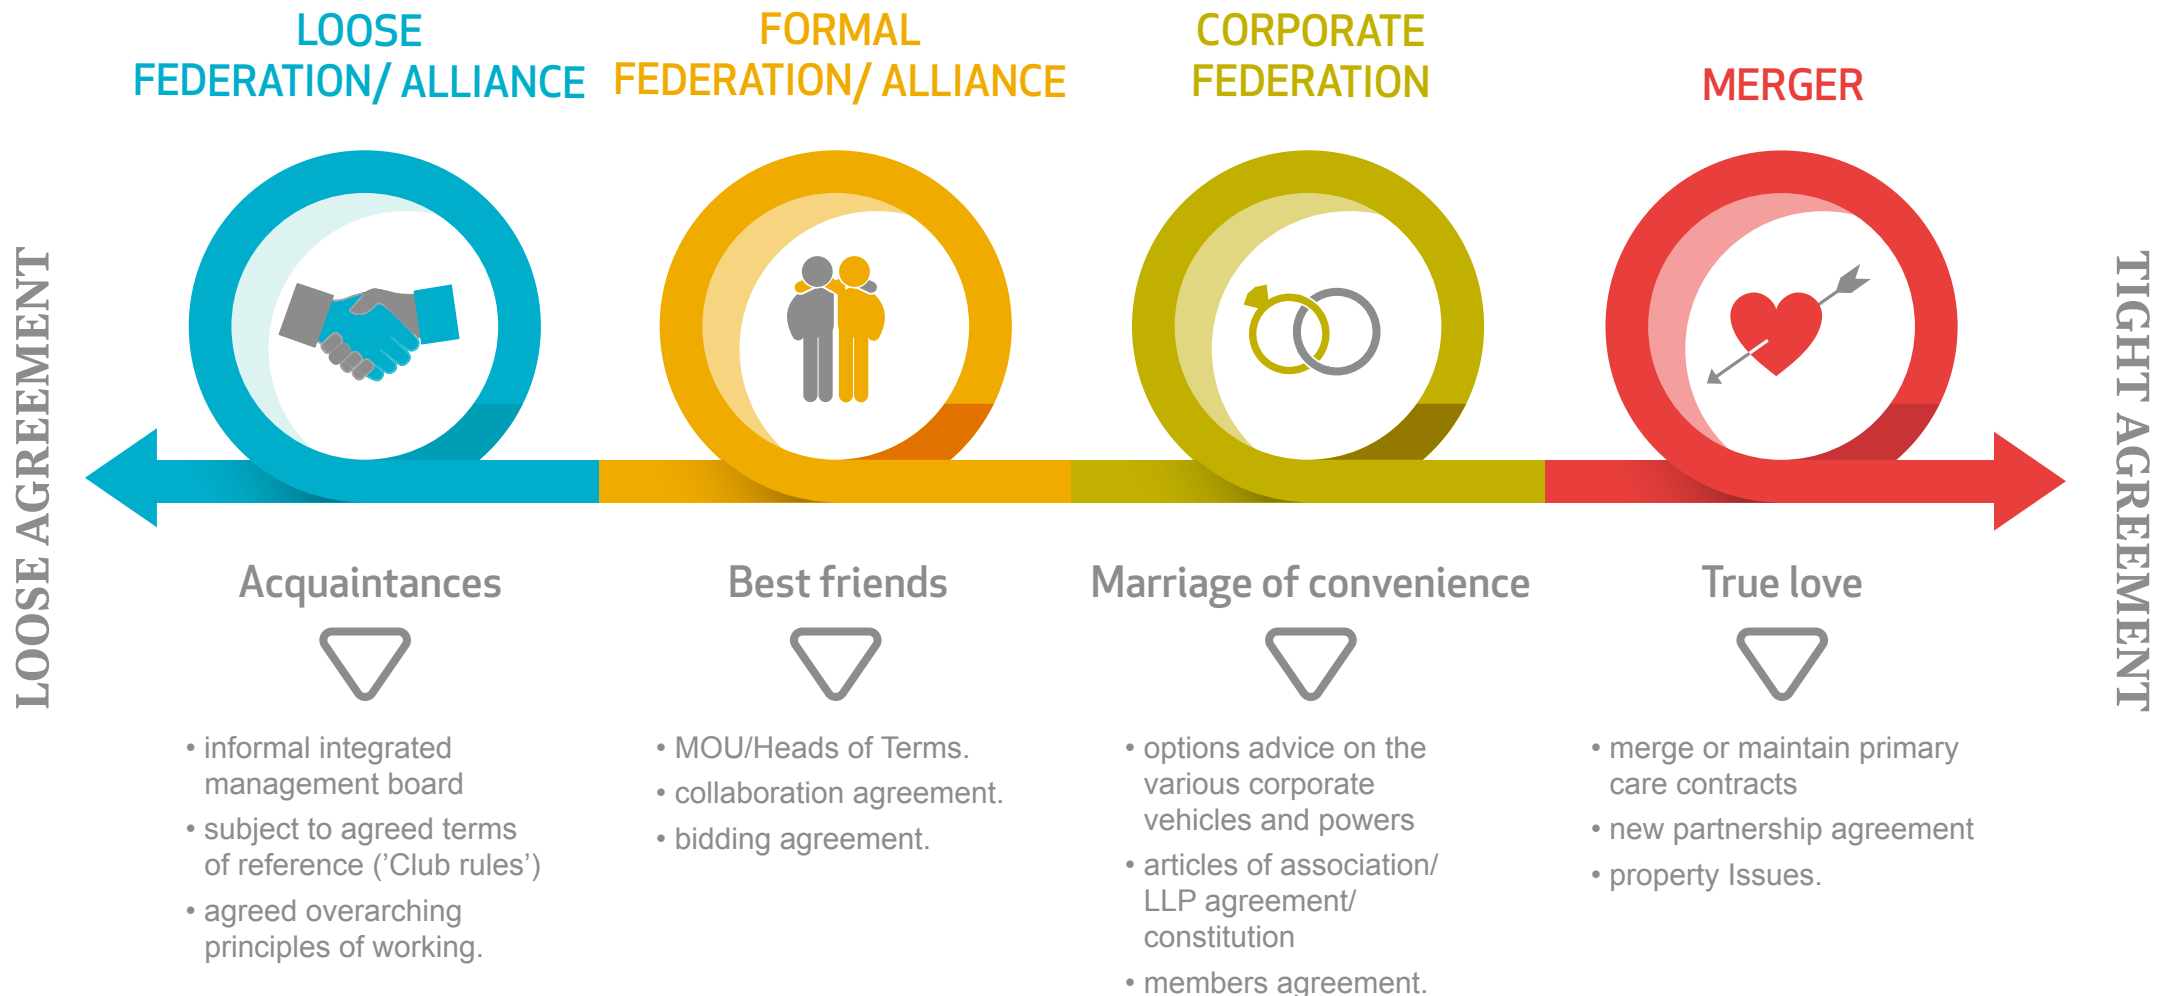 LOOSE
FEDERATION/ ALLIANCE
FORMAL
FEDERATION/ ALLIANCE
CORPORATE
FEDERATION
MERGER
LOOSE AGREEMENT
TIGHT AGREEMENT
Acquaintances
• informal integrated
management board
• subject to agreed terms
of reference (’Club rules’)
• agreed overarching
principles of working.
Best friends
• MOU/Heads of Terms.
• collaboration agreement.
• bidding agreement.
Marriage of convenience
• options advice on the
various corporate
vehicles and powers
• articles of association/
LLP agreement/
constitution
• members agreement.
True love
• merge or maintain primary
care contracts
• new partnership agreement
• property Issues.